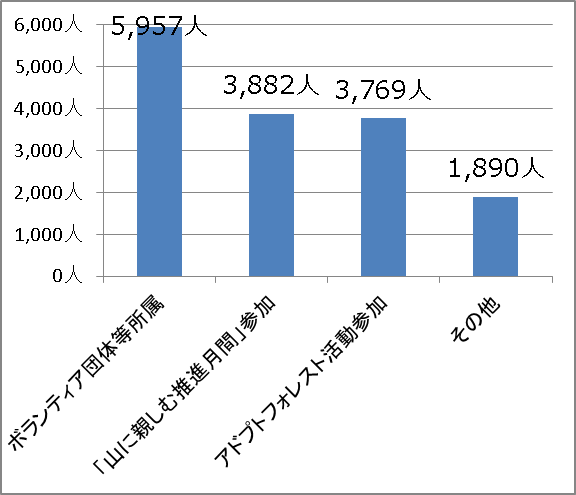 6,000人
5,000人
4,000人
3,000人
2,000人
1,000人
0人
5,957人
3,882人
3,769人
1,890人
ボランティア団体等所属
「山に親しむ推進月間」参加
アドプトフォレスト活動参加
その他